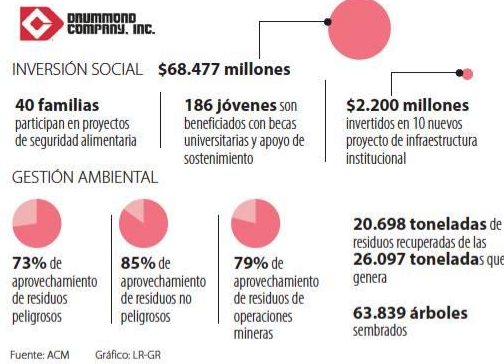 DRUMMOND
COMPANY, INC.
INVERSIÓN SOCIAL $68.477 millones
40 familias
participan en proyectos
de seguridad alimentaria
186 jóvenes son
beneficiados con becas
universitarias y apoyo de
sostenimiento
$2.200 millones
invertidos en 10 nuevos
proyecto de infraestructura
institucional
GESTIÓN AMBIENTAL
73% de
aprovechamiento
de residuos
peligrosos
85% de
aprovechamiento
de residuos no
peligrosos
79% de
aprovechamiento
de residuos de
operaciones
mineras
20.698 toneladas de
residuos recuperadas de las
26.097 toneladas que
genera
63.839 árboles
sembrados
Fuente: ACM Gráfico: LR-GR